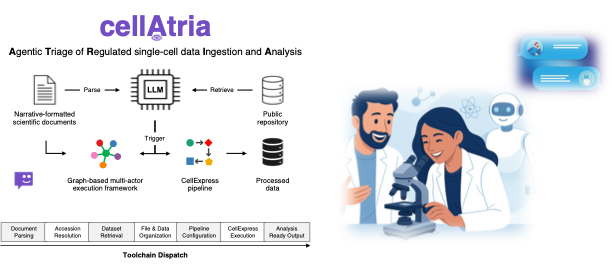 cellAtria
Agentic Triage of Regulated single-cell data Ingestion and Analysis
Parse
LLM
Retrieve
Narrative-formatted
scientific documents
Public
repository
Trigger
Graph-based multi-actor
execution framework
CellExpress
pipeline
Processed
data
Document
Parsing
Accession
Resolution
Dataset
Retrieval
File & Data
Organization
Pipeline
Configuration
CellExpress
Execution
Analysis
Ready Output
Toolchain Dispatch